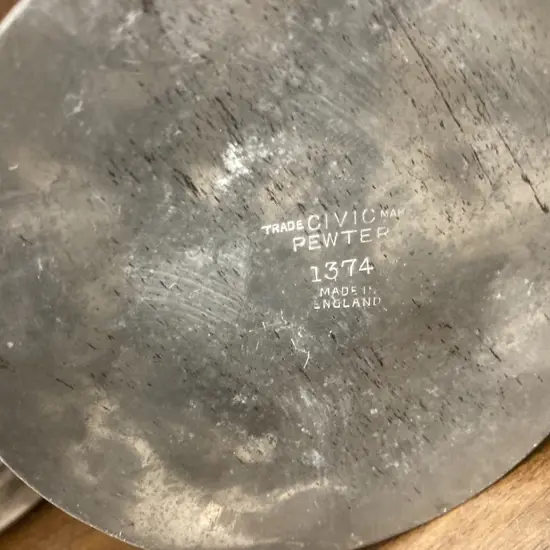 TRADE CIVIC MARK
PEWTER
1374
MADE IN
ENGLAND